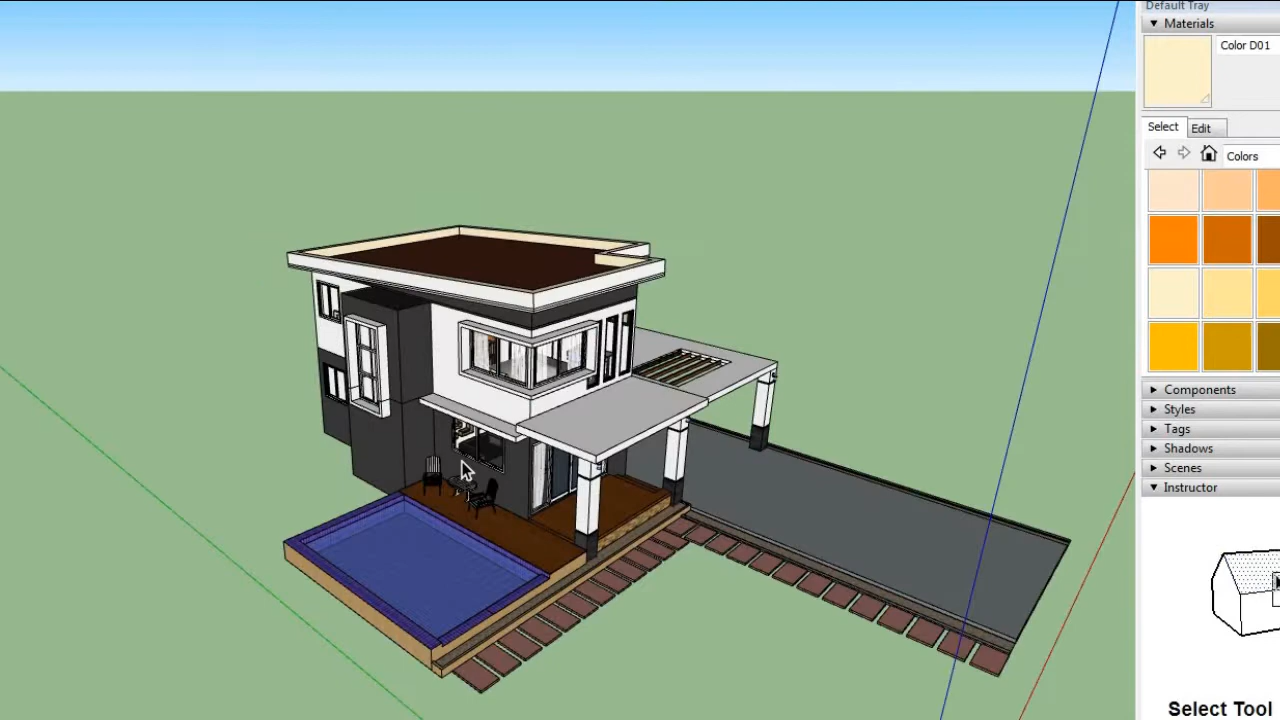 Default Tray
Materials
Color D01
Select Edit
Colors
Components
Styles
Tags
Shadows
Scenes
Instructor
Select Tool